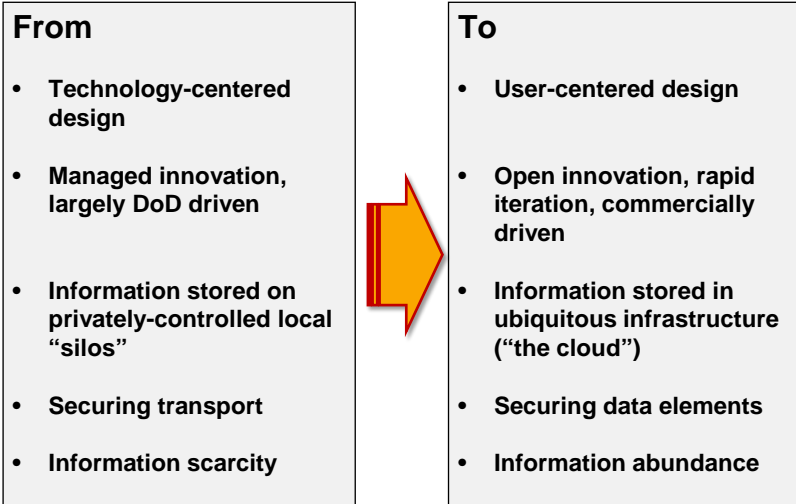 From
• Technology-centered
design
• Managed innovation,
largely DoD driven
• Information stored on
privately-controlled local
“silos”
• Securing transport
• Information scarcity
To
• User-centered design
• Open innovation, rapid
iteration, commercially
driven
• Information stored in
ubiquitous infrastructure
(“the cloud”)
• Securing data elements
• Information abundance